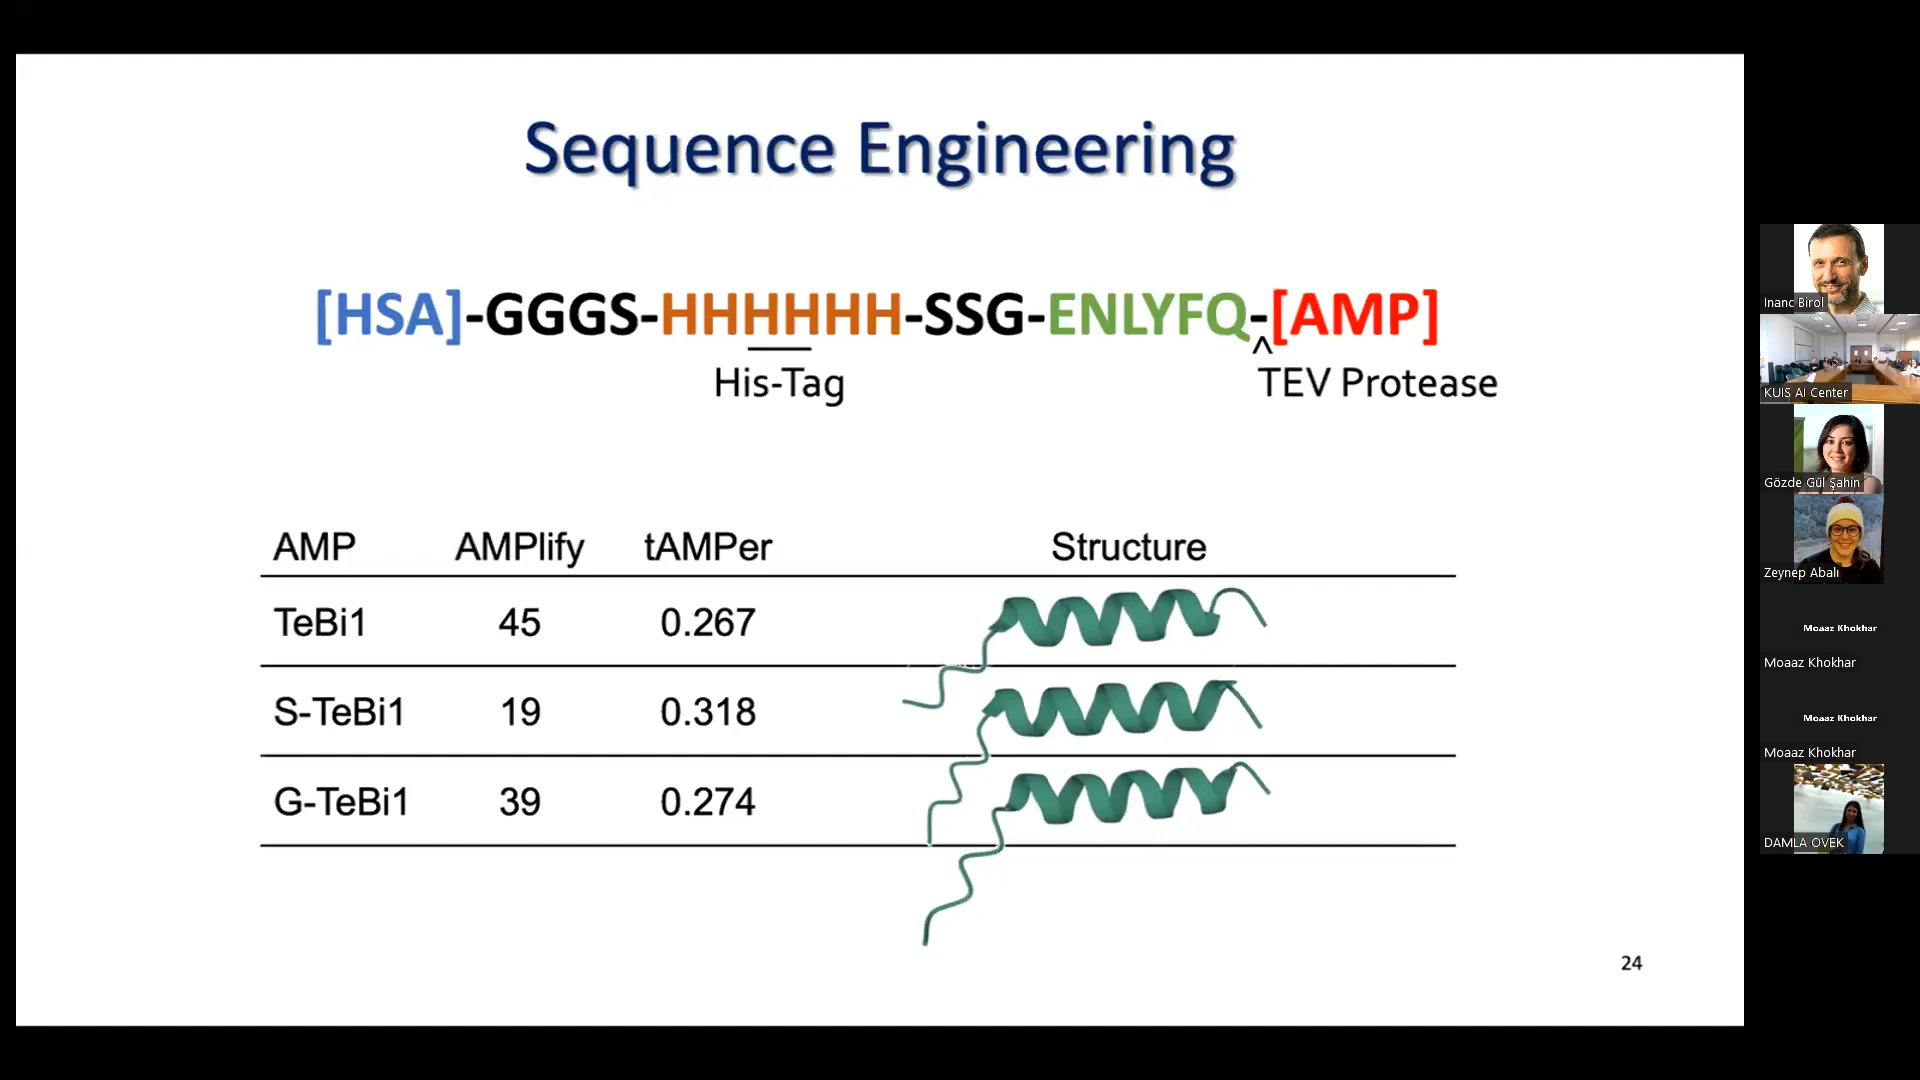 Sequence Engineering
[HSA]-GGGS-HHHHHH-SSG-ENLYFQ-[AMP]
^
His-Tag
TEV Protease
AMP AMPlify tAMPer Structure
TeBi1 45 0.267
S-TeBi1 19 0.318
G-TeBi1 39 0.274
24
Inanc Birol
KUIS AI Center
Gözde Gül Şahin
Zeynep Abalı
Moaaz Khokhar
Moaaz Khokhar
Moaaz Khokhar
Moaaz Khokhar
DAMLA OVEK